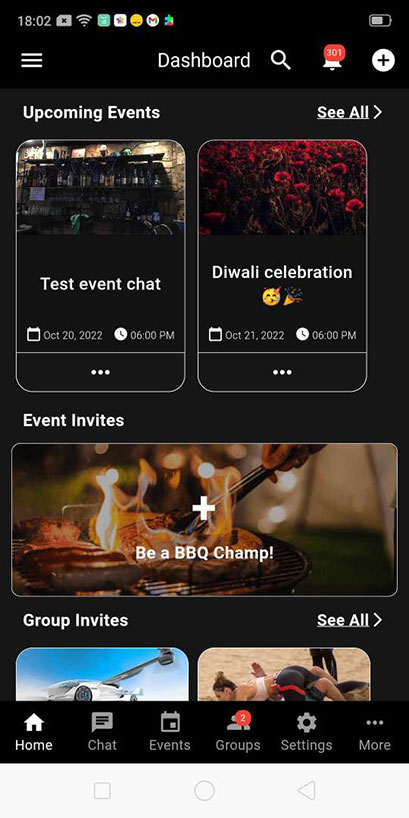 18:02
Dashboard
301
Upcoming Events
See All
Test event chat
Oct 20, 2022
06:00 PM
Diwali celebration
🥳🎉
Oct 21, 2022
06:00 PM
Event Invites
Be a BBQ Champ!
Group Invites
See All
2
Home
Chat
Events
Groups
Settings
More